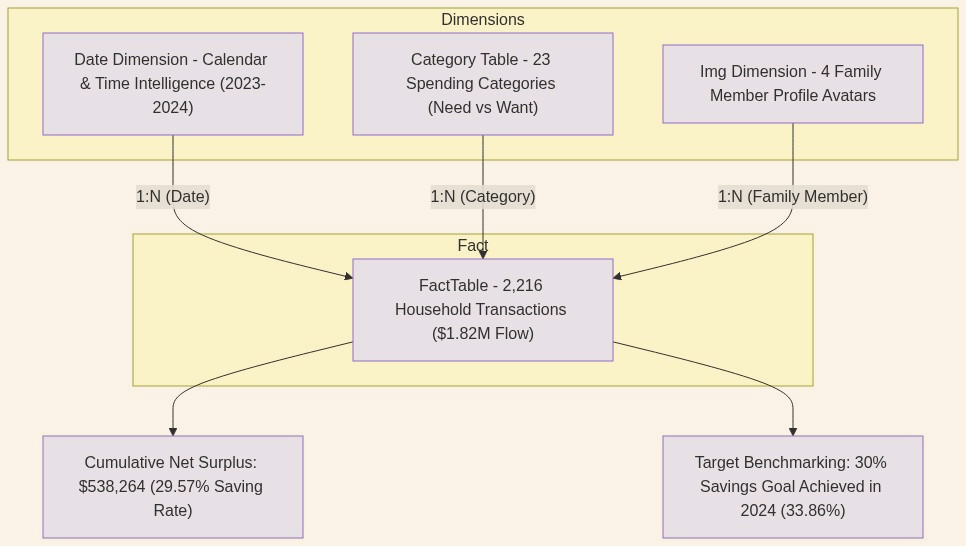 Dimensions
Date Dimension - Calendar
& Time Intelligence (2023-
2024)
Category Table - 23
Spending Categories
(Need vs Want)
Img Dimension - 4 Family
Member Profile Avatars
1:N (Date)
1:N (Category)
1:N (Family Member)
Fact
FactTable - 2,216
Household Transactions
($1.82M Flow)
Cumulative Net Surplus:
$538,264 (29.57% Saving
Rate)
Target Benchmarking: 30%
Savings Goal Achieved in
2024 (33.86%)